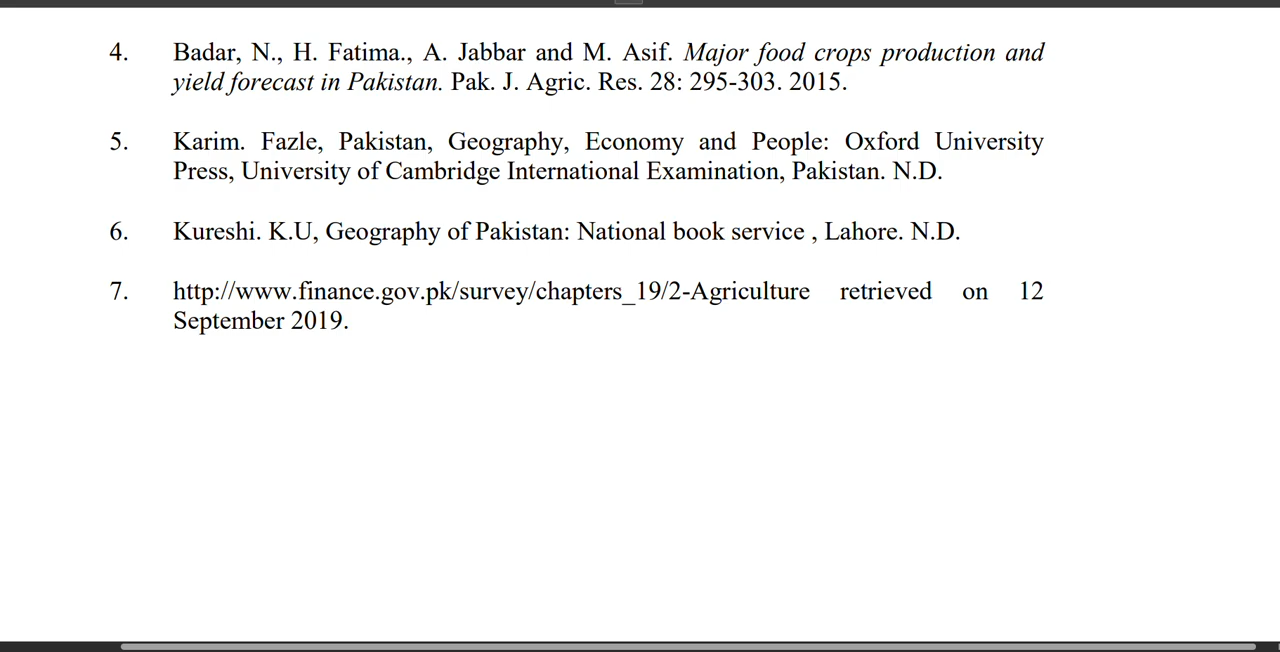 4. Badar, N., H. Fatima., A. Jabbar and M. Asif. Major food crops production and
yield forecast in Pakistan. Pak. J. Agric. Res. 28: 295-303. 2015.
5. Karim. Fazle, Pakistan, Geography, Economy and People: Oxford University
Press, University of Cambridge International Examination, Pakistan. N.D.
6. Kureshi. K.U, Geography of Pakistan: National book service , Lahore. N.D.
7. http://www.finance.gov.pk/survey/chapters_19/2-Agriculture retrieved on 12
September 2019.